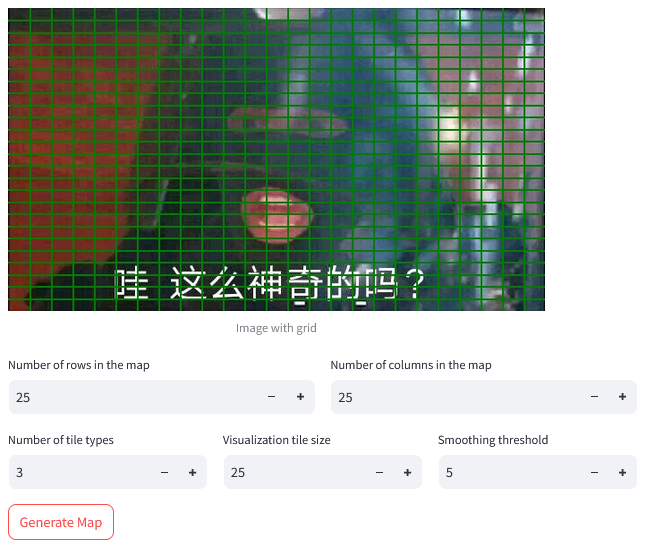 哇 这么神奇的吗?
Image with grid
Number of rows in the map
Number of columns in the map
25
25
Number of tile types
Visualization tile size
Smoothing threshold
3
25
5
Generate Map